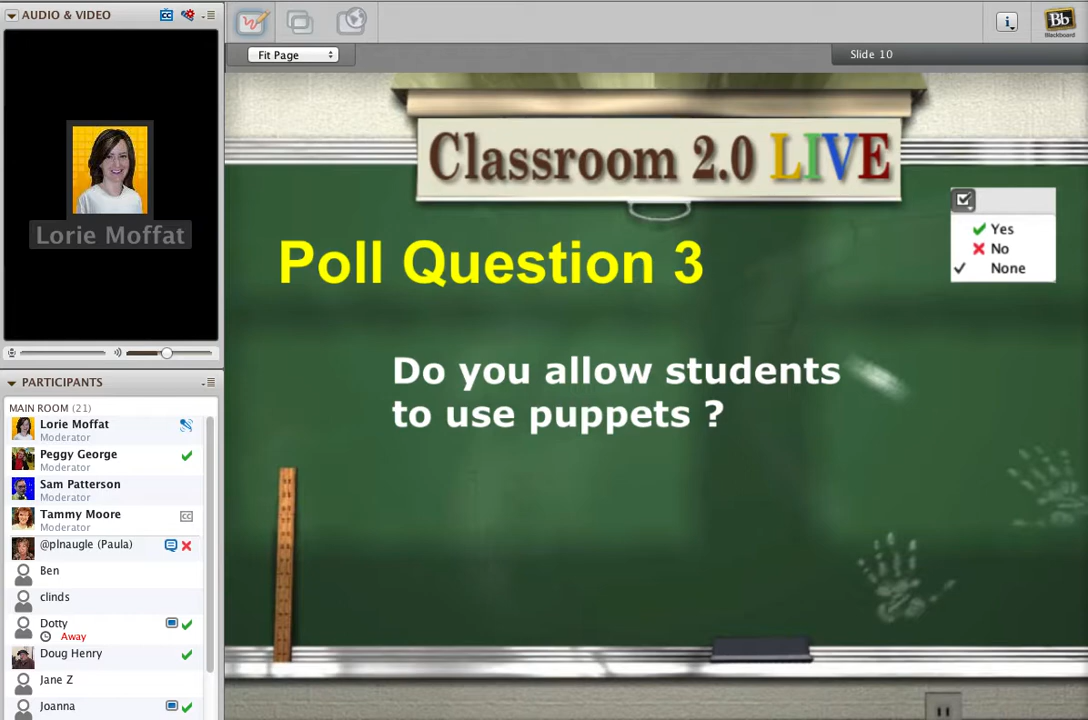 AUDIO & VIDEO
Lorie Moffat
PARTICIPANTS
MAIN ROOM (21)
Lorie Moffat
Moderator
Peggy George
Moderator
Sam Patterson
Moderator
Tammy Moore
Moderator
@plnaugle (Paula)
Ben
clinds
Dotty
Away
Doug Henry
Jane Z
Joanna
Fit Page
Slide 10
Bb
Blackboard
Classroom 2.0 LIVE
Poll Question 3
Do you allow students
to use puppets ?
Yes
No
None